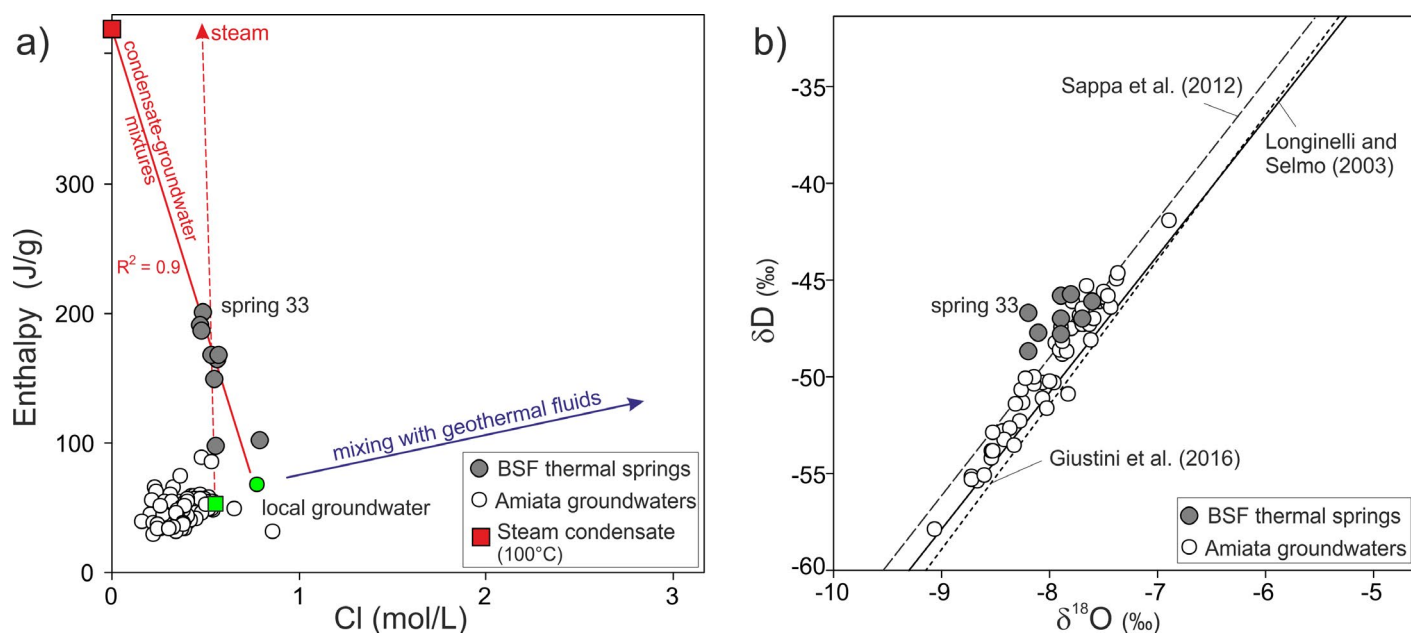 a)
Enthalpy (J/g)
300
200
100
0
steam
condensate-groundwater
mixtures
R² = 0.9
spring 33
mixing with geothermal fluids
local groundwater
BSF thermal springs
Amiata groundwaters
Steam condensate
(100°C)
0
1
2
3
Cl (mol/L)
b)
δD (‰)
-35
-40
-45
-50
-55
-60
Sappa et al. (2012)
Longinelli and
Selmo (2003)
spring 33
Giustini et al. (2016)
BSF thermal springs
Amiata groundwaters
-10
-9
-8
-7
-6
-5
δ¹⁸O (‰)